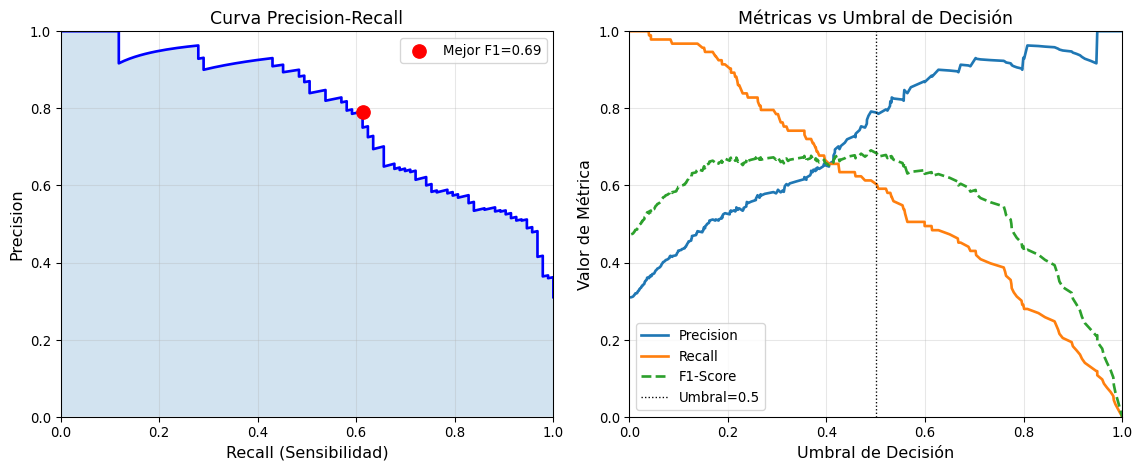 Curva Precision-Recall
Precision
1.0
0.8
0.6
0.4
0.2
0.0
Mejor F1=0.69
0.0 0.2 0.4 0.6 0.8 1.0
Recall (Sensibilidad)
Métricas vs Umbral de Decisión
Valor de Métrica
1.0
0.8
0.6
0.4
0.2
0.0
Precision
Recall
F1-Score
Umbral=0.5
0.0 0.2 0.4 0.6 0.8 1.0
Umbral de Decisión